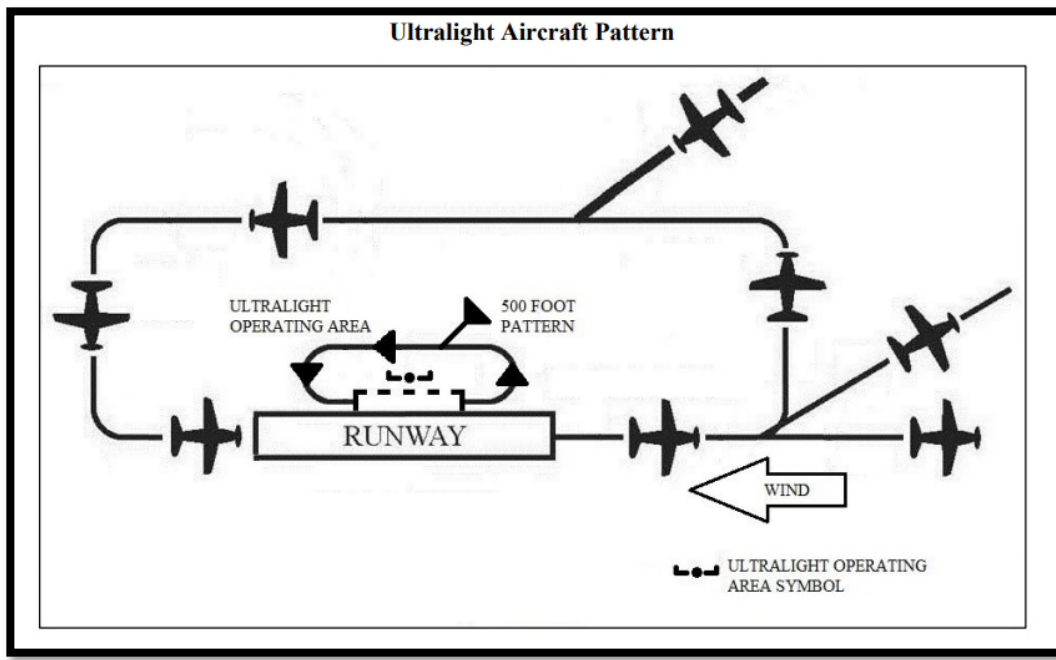 Ultralight Aircraft Pattern
ULTRALIGHT
OPERATING AREA
500 FOOT
PATTERN
RUNWAY
WIND
ULTRALIGHT OPERATING
AREA SYMBOL